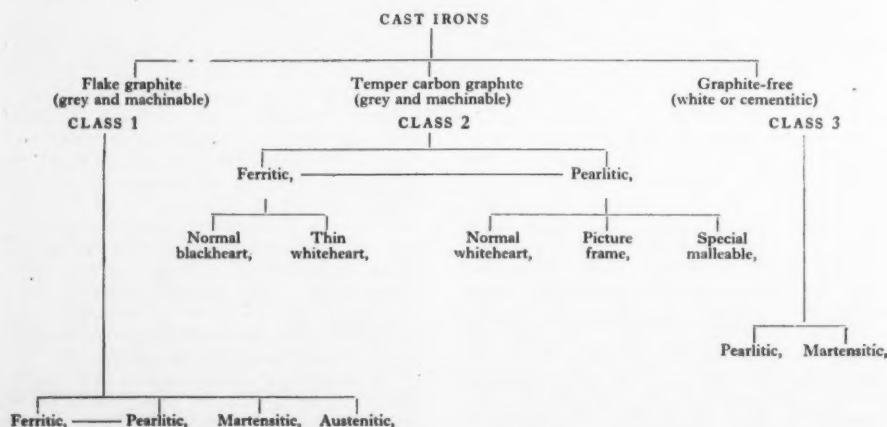 CAST IRONS
Flake graphite Temper carbon graphite Graphite-free
(grey and machinable) (grey and machinable) (white or cementitic)
CLASS 1 CLASS 2 CLASS 3
Ferritic, Pearlitic,
Normal Thin Normal Picture Special
blackheart, whiteheart, whiteheart, frame, malleable,
Pearlitic, Martensitic,
Ferritic, Pearlitic, Martensitic, Austenitic,